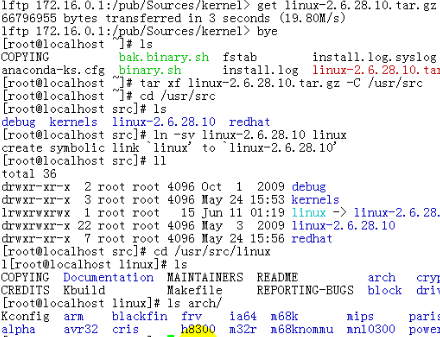 lftp 172.16.0.1:/pub/Sources/kernel> get linux-2.6.28.10.tar.gz
66796955 bytes transferred in 3 seconds (19.80M/s)
lftp 172.16.0.1:/pub/Sources/kernel> bye
[root@localhost ~]# ls
COPYING bak.binary.sh fstab install.log.syslog
anaconda-ks.cfg binary.sh install.log linux-2.6.28.10.tar
[root@localhost ~]# tar xf linux-2.6.28.10.tar.gz -C /usr/src
[root@localhost ~]# cd /usr/src
[root@localhost src]# ls
debug kernels linux-2.6.28.10 redhat
[root@localhost src]# ln -sv linux-2.6.28.10 linux
create symbolic link `linux' to `linux-2.6.28.10'
[root@localhost src]# ll
total 36
drwxr-xr-x 2 root root 4096 Oct 1 2009 debug
drwxr-xr-x 3 root root 4096 May 24 15:53 kernels
lrwxrwxrwx 1 root root 15 Jun 11 01:19 linux -> linux-2.6.28
drwxrwxr-x 22 root root 4096 May 3 2009 linux-2.6.28.10
drwxr-xr-x 7 root root 4096 May 24 15:56 redhat
[root@localhost src]# cd /usr/src/linux
l[root@localhost linux]# ls
COPYING Documentation MAINTAINERS README arch cryp
CREDITS Kbuild Makefile REPORTING-BUGS block driv
[root@localhost linux]# ls arch/
Kconfig arm blackfin frv ia64 m68k mips paris
alpha avr32 cris h8300 m32r m68knommu mn10300 power